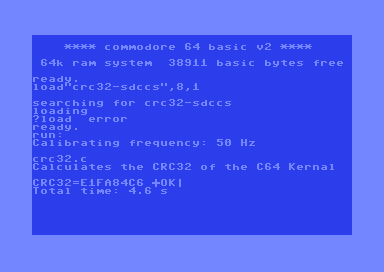 **** commodore 64 basic v2 ****
64k ram system 38911 basic bytes free
ready.
load"crc32-sdccs",8,1
searching for crc32-sdccs
loading
?load error
ready.
run:
Calibrating frequency: 50 Hz
crc32.c
Calculates the CRC32 of the C64 Kernal
CRC32=E1FA84C6 ┼OK|
Total time: 4.6 s